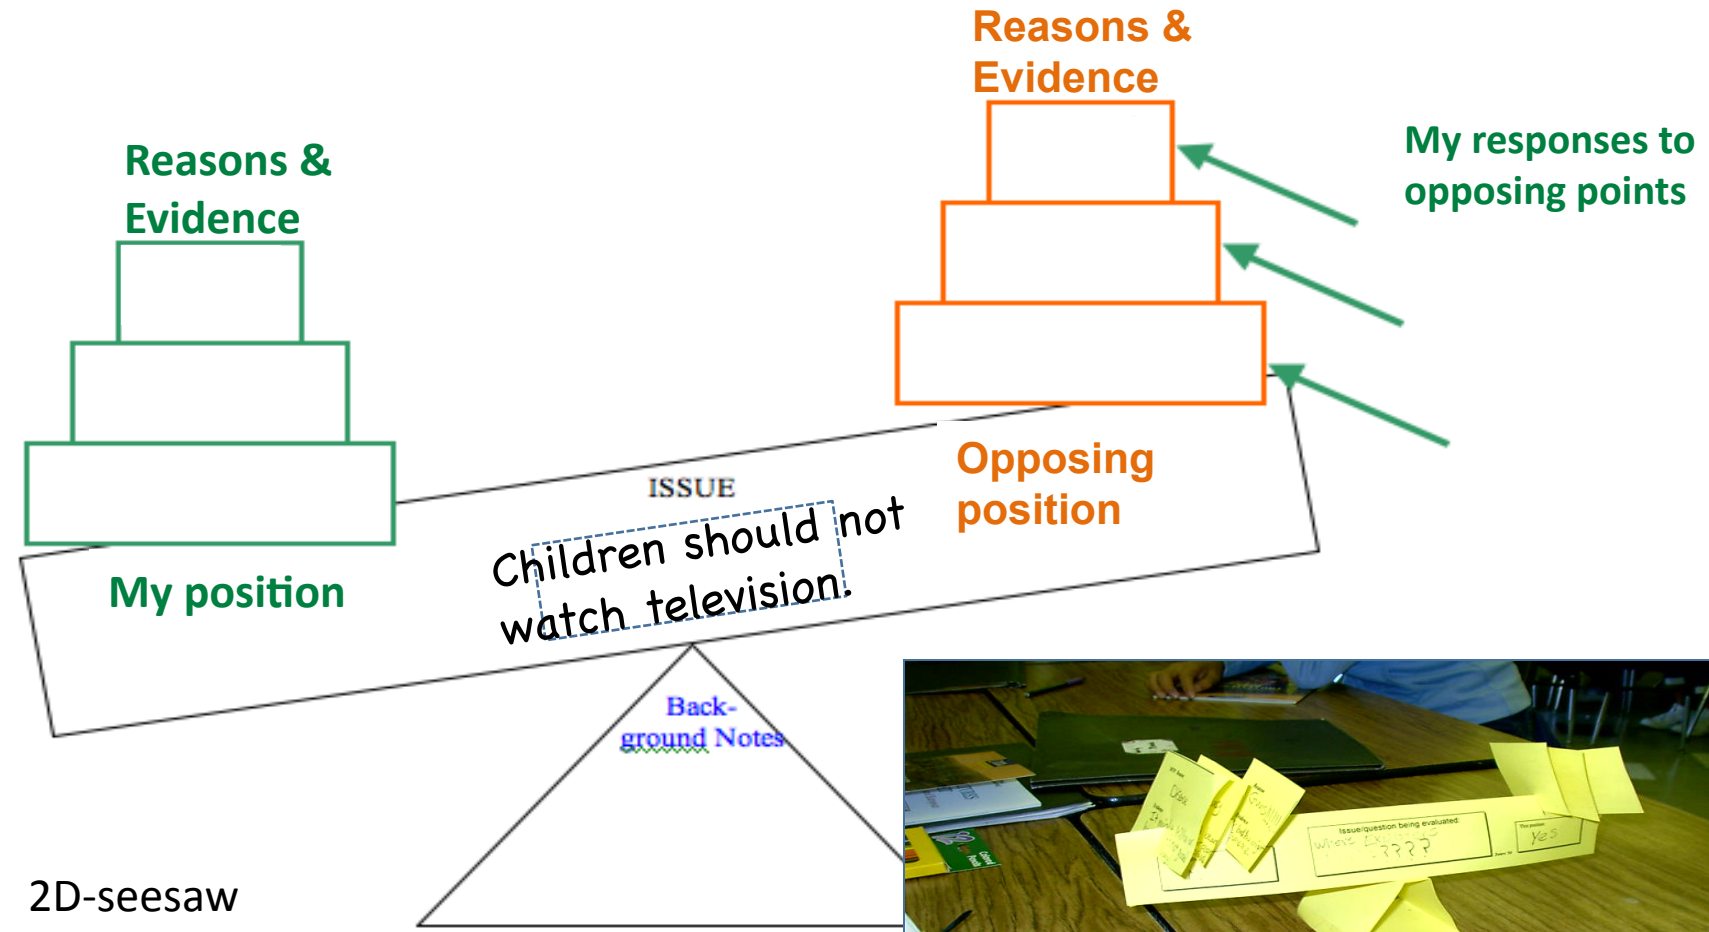 Reasons &
Evidence
My responses to
opposing points
Reasons &
Evidence
Opposing
position
ISSUE
Children should not
watch television.
My position
Back-
ground Notes
2D-seesaw
Issue/question being evaluated:
????
Yes